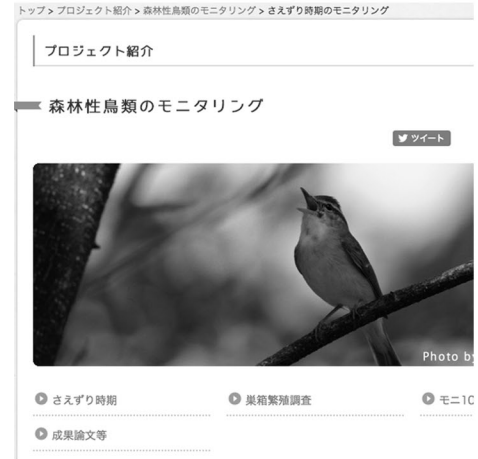 トップ > プロジェクト紹介 > 森林性鳥類のモニタリング > さえずり時期のモニタリング
プロジェクト紹介
森林性鳥類のモニタリング
ツイート
Photo by
さえずり時期
巣箱繁殖調査
モニ10
成果論文等